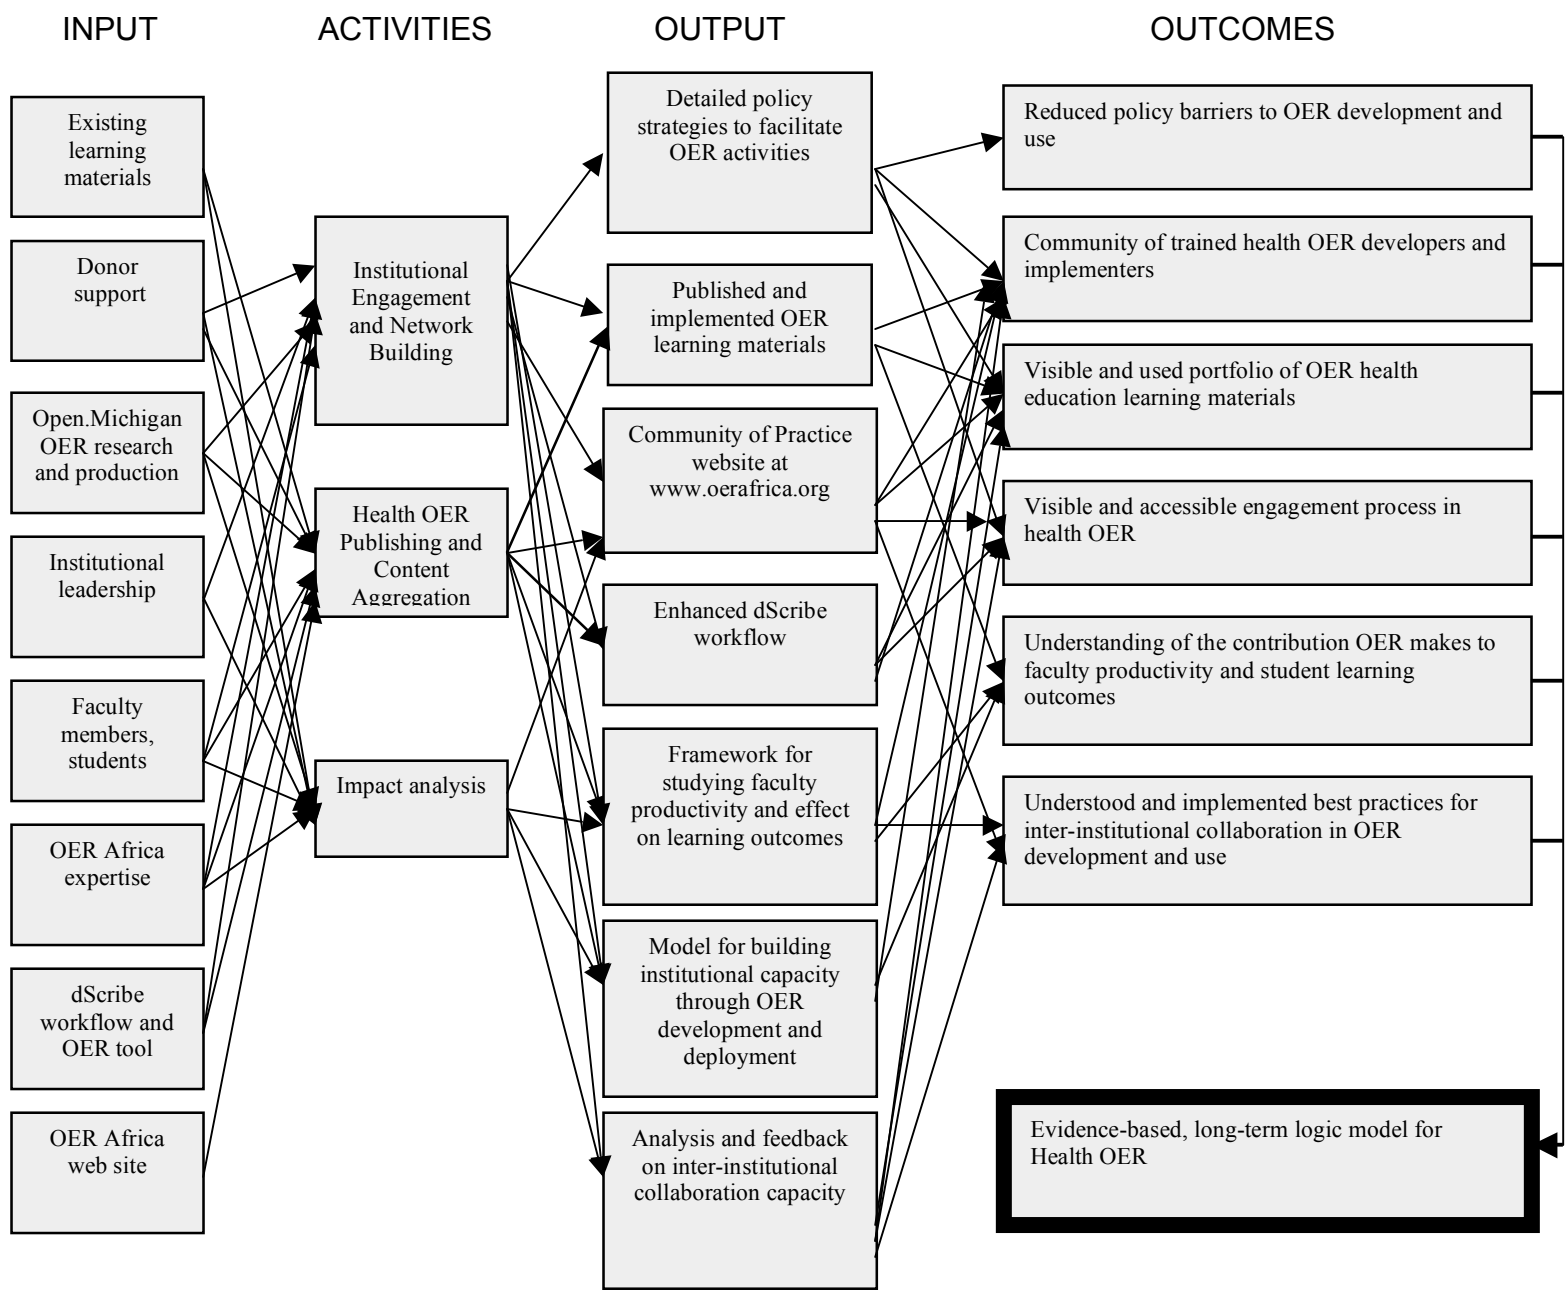 INPUT
ACTIVITIES
OUTPUT
OUTCOMES
Existing
learning
materials
Donor
support
Open.Michigan
OER research
and production
Institutional
leadership
Faculty
members,
students
OER Africa
expertise
dScribe
workflow and
OER tool
OER Africa
web site
Institutional
Engagement
and Network
Building
Health OER
Publishing and
Content
Aggregation
Impact analysis
Detailed policy
strategies to facilitate
OER activities
Published and
implemented OER
learning materials
Community of Practice
website at
www.oerafrica.org
Enhanced dScribe
workflow
Framework for
studying faculty
productivity and effect
on learning outcomes
Model for building
institutional capacity
through OER
development and
deployment
Analysis and feedback
on inter-institutional
collaboration capacity
Reduced policy barriers to OER development and
use
Community of trained health OER developers and
implementers
Visible and used portfolio of OER health
education learning materials
Visible and accessible engagement process in
health OER
Understanding of the contribution OER makes to
faculty productivity and student learning
outcomes
Understood and implemented best practices for
inter-institutional collaboration in OER
development and use
Evidence-based, long-term logic model for
Health OER